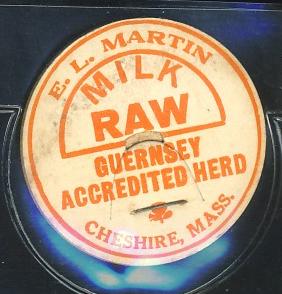 E. L. MARTIN
MILK
RAW
GUERNSEY
ACCREDITED HERD
CHESHIRE, MASS.